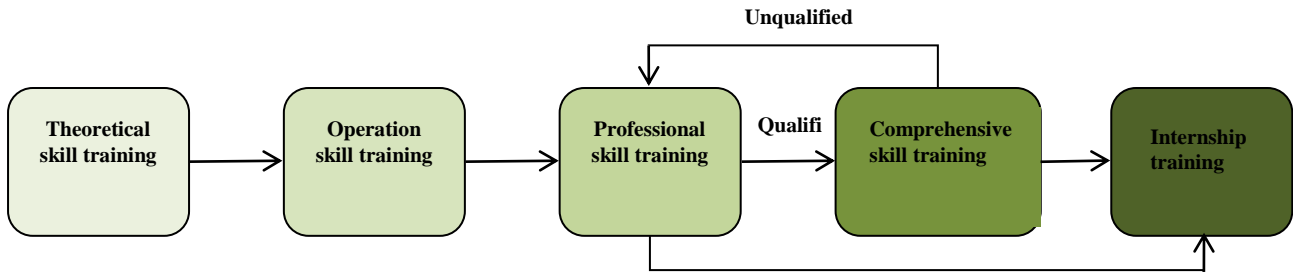 Unqualified
Theoretical
skill training
Operation
skill training
Professional
skill training
Qualifi
Comprehensive
skill training
Internship
training